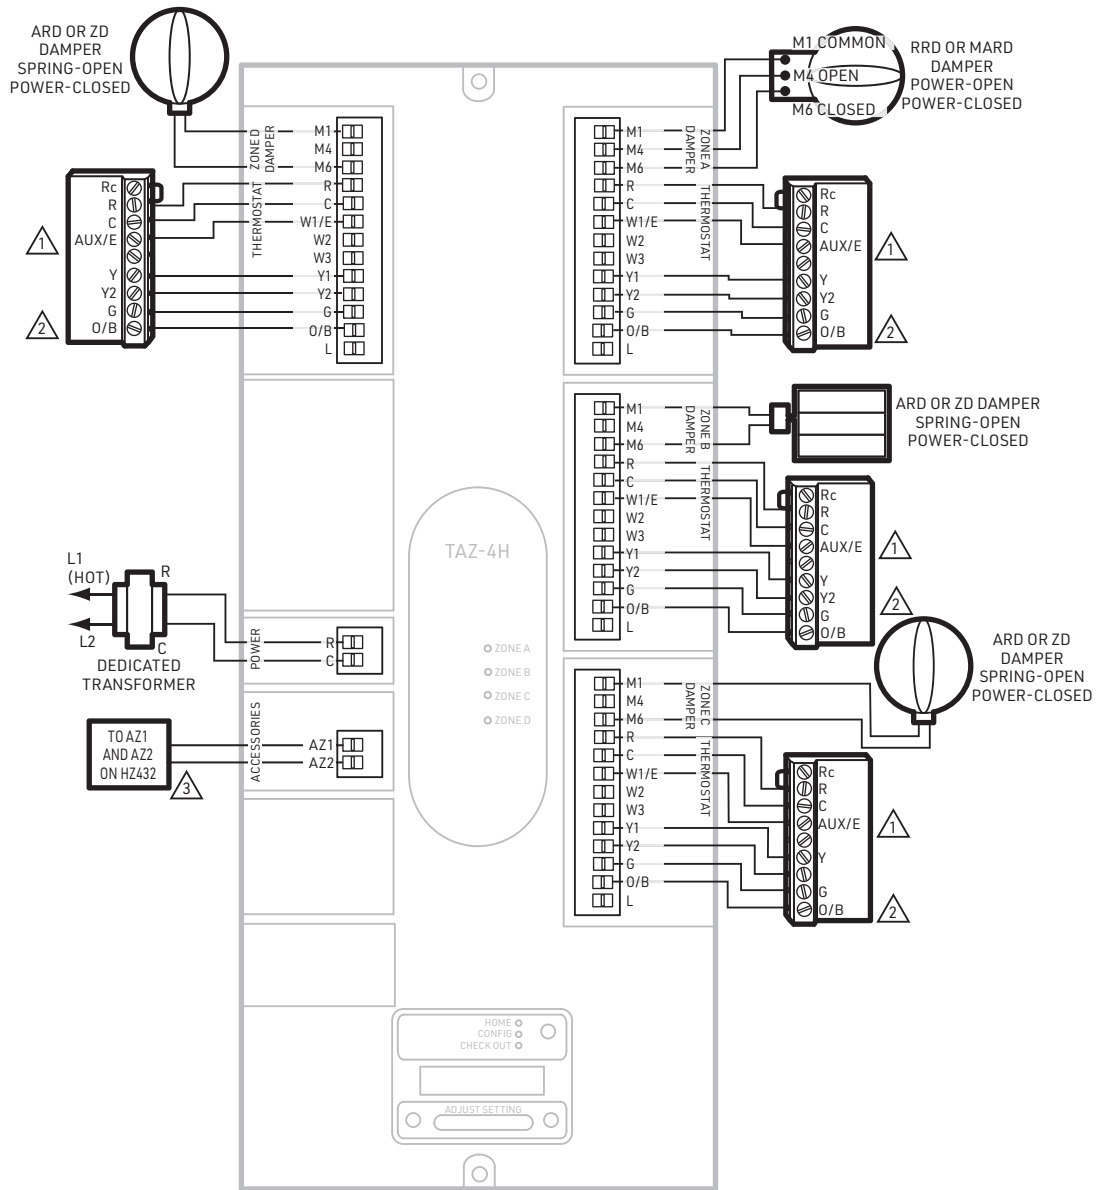 ARD OR ZD
DAMPER
SPRING-OPEN
POWER-CLOSED
M1 COMMON
M4 OPEN
M6 CLOSED
RRD OR MARD
DAMPER
POWER-OPEN
POWER-CLOSED
ZONE D
DAMPER
THERMOSTAT
M1
M4
M6
R
C
W1/E
W2
W3
Y1
Y2
G
O/B
L
Rc
R
C
AUX/E
Y
Y2
G
O/B
1
2
M1
M4
M6
R
C
W1/E
W2
W3
Y1
Y2
G
O/B
L
ZONE A
DAMPER
THERMOSTAT
Rc
R
C
AUX/E
Y
Y2
G
O/B
1
2
M1
M4
M6
R
C
W1/E
W2
W3
Y1
Y2
G
O/B
L
ZONE B
DAMPER
THERMOSTAT
ARD OR ZD DAMPER
SPRING-OPEN
POWER-CLOSED
Rc
R
C
AUX/E
Y
Y2
G
O/B
1
2
TAZ-4H
ZONE A
ZONE B
ZONE C
ZONE D
L1
(HOT)
L2
R
C
DEDICATED
TRANSFORMER
POWER
R
C
ACCESSORIES
AZ1
AZ2
TO AZ1
AND AZ2
ON HZ432
3
M1
M4
M6
R
C
W1/E
W2
W3
Y1
Y2
G
O/B
L
ZONE C
DAMPER
THERMOSTAT
ARD OR ZD
DAMPER
SPRING-OPEN
POWER-CLOSED
Rc
R
C
AUX/E
Y
G
O/B
1
2
HOME
CONFIG
CHECK OUT
ADJUST SETTING